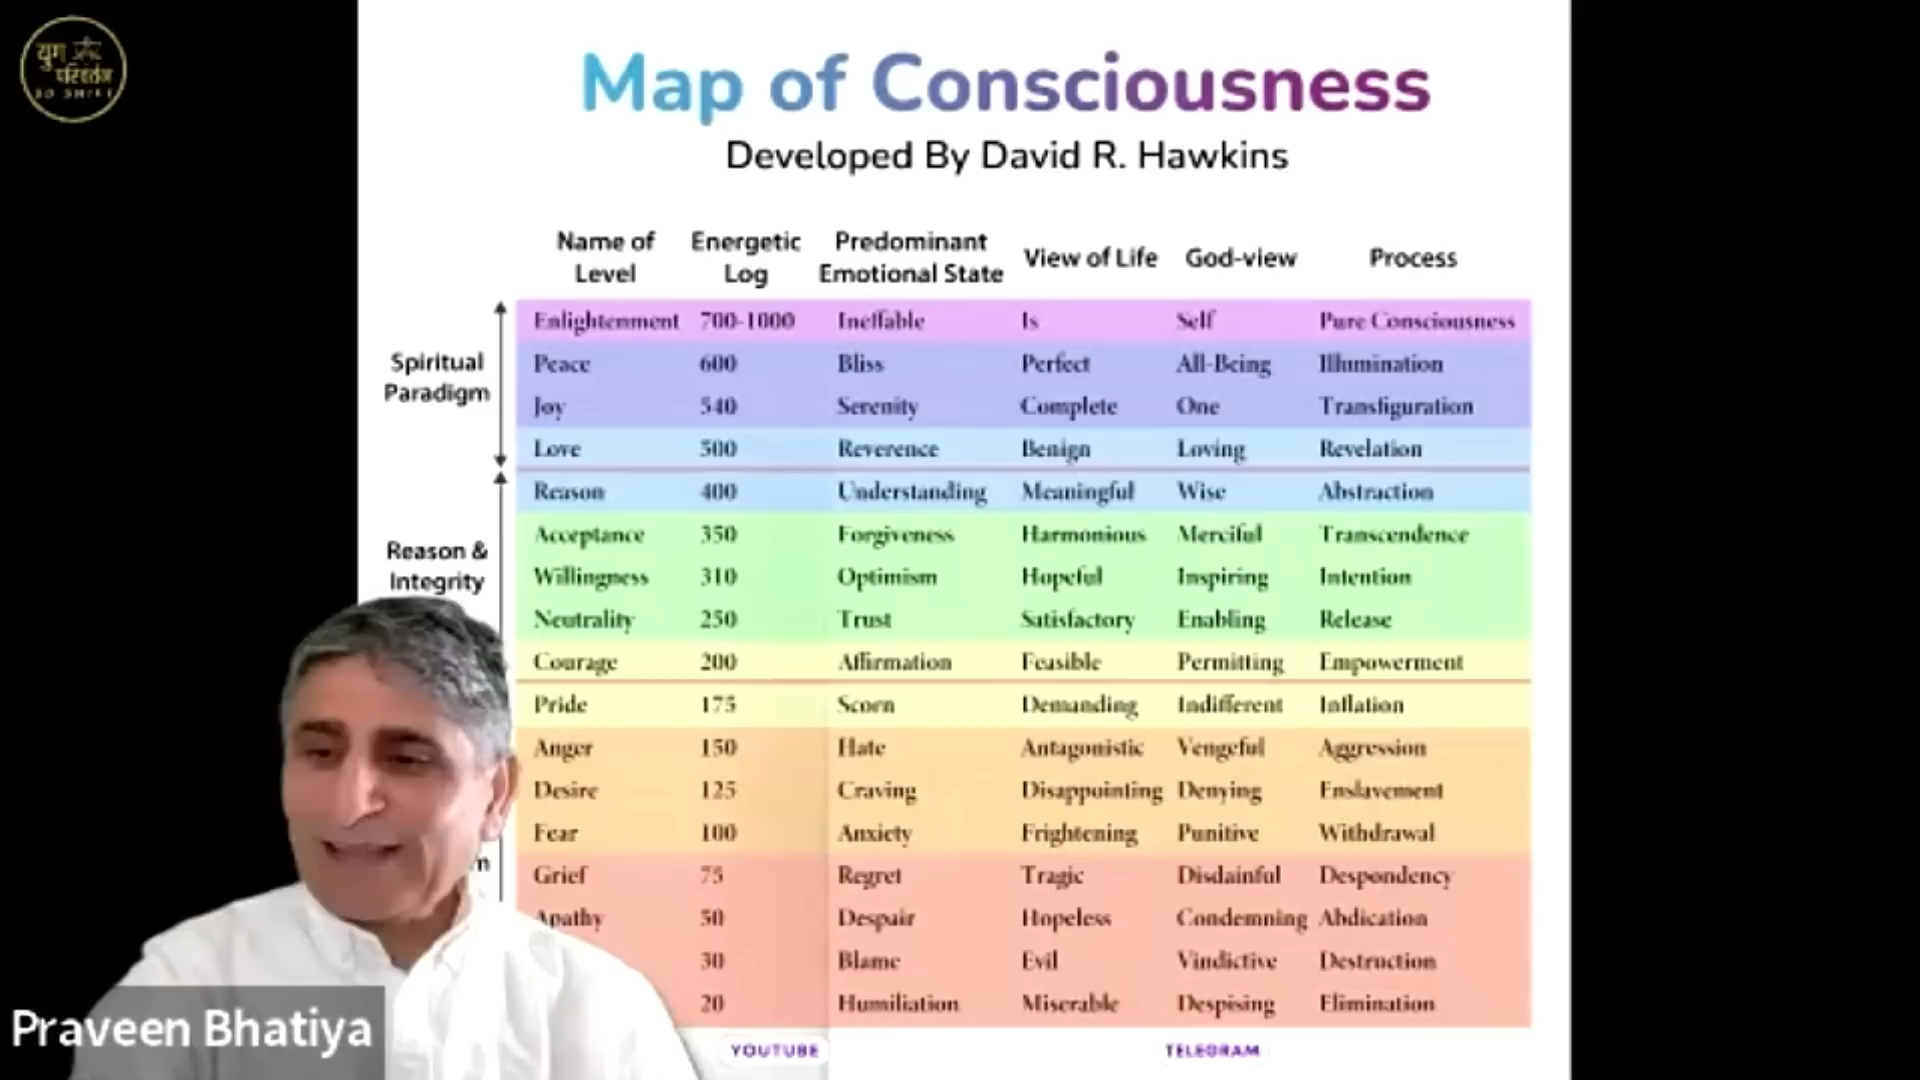 युग
परिवर्तन
5D SHIFT
Map of Consciousness
Developed By David R. Hawkins
Name of Level Energetic Log Predominant Emotional State View of Life God-view Process
Spiritual Paradigm
Enlightenment 700-1000 Ineffable Is Self Pure Consciousness
Peace 600 Bliss Perfect All-Being Illumination
Joy 540 Serenity Complete One Transfiguration
Love 500 Reverence Benign Loving Revelation
Reason & Integrity
Reason 400 Understanding Meaningful Wise Abstraction
Acceptance 350 Forgiveness Harmonious Merciful Transcendence
Willingness 310 Optimism Hopeful Inspiring Intention
Neutrality 250 Trust Satisfactory Enabling Release
Courage 200 Affirmation Feasible Permitting Empowerment
Pride 175 Scorn Demanding Indifferent Inflation
Anger 150 Hate Antagonistic Vengeful Aggression
Desire 125 Craving Disappointing Denying Enslavement
Fear 100 Anxiety Frightening Punitive Withdrawal
Grief 75 Regret Tragic Disdainful Despondency
Apathy 50 Despair Hopeless Condemning Abdication
30 Blame Evil Vindictive Destruction
20 Humiliation Miserable Despising Elimination
Praveen Bhatiya
YOUTUBE TELEGRAM